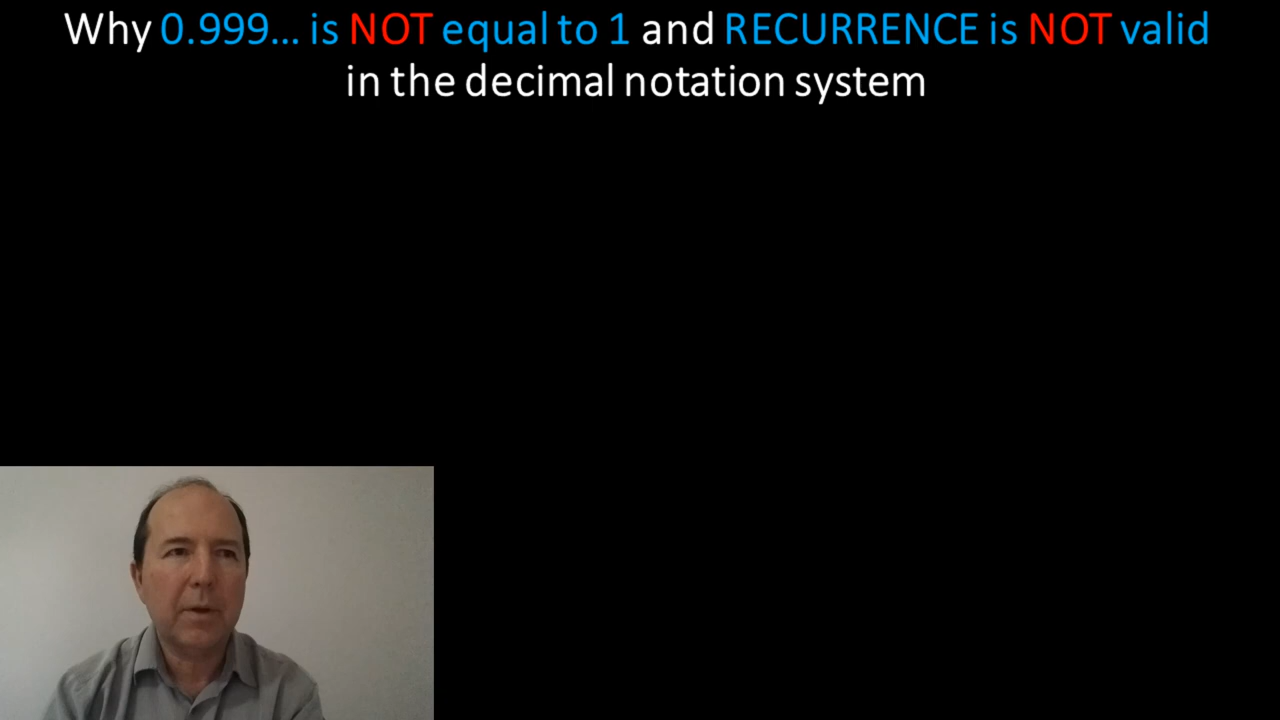 Why 0.999... is NOT equal to 1 and RECURRENCE is NOT valid
in the decimal notation system